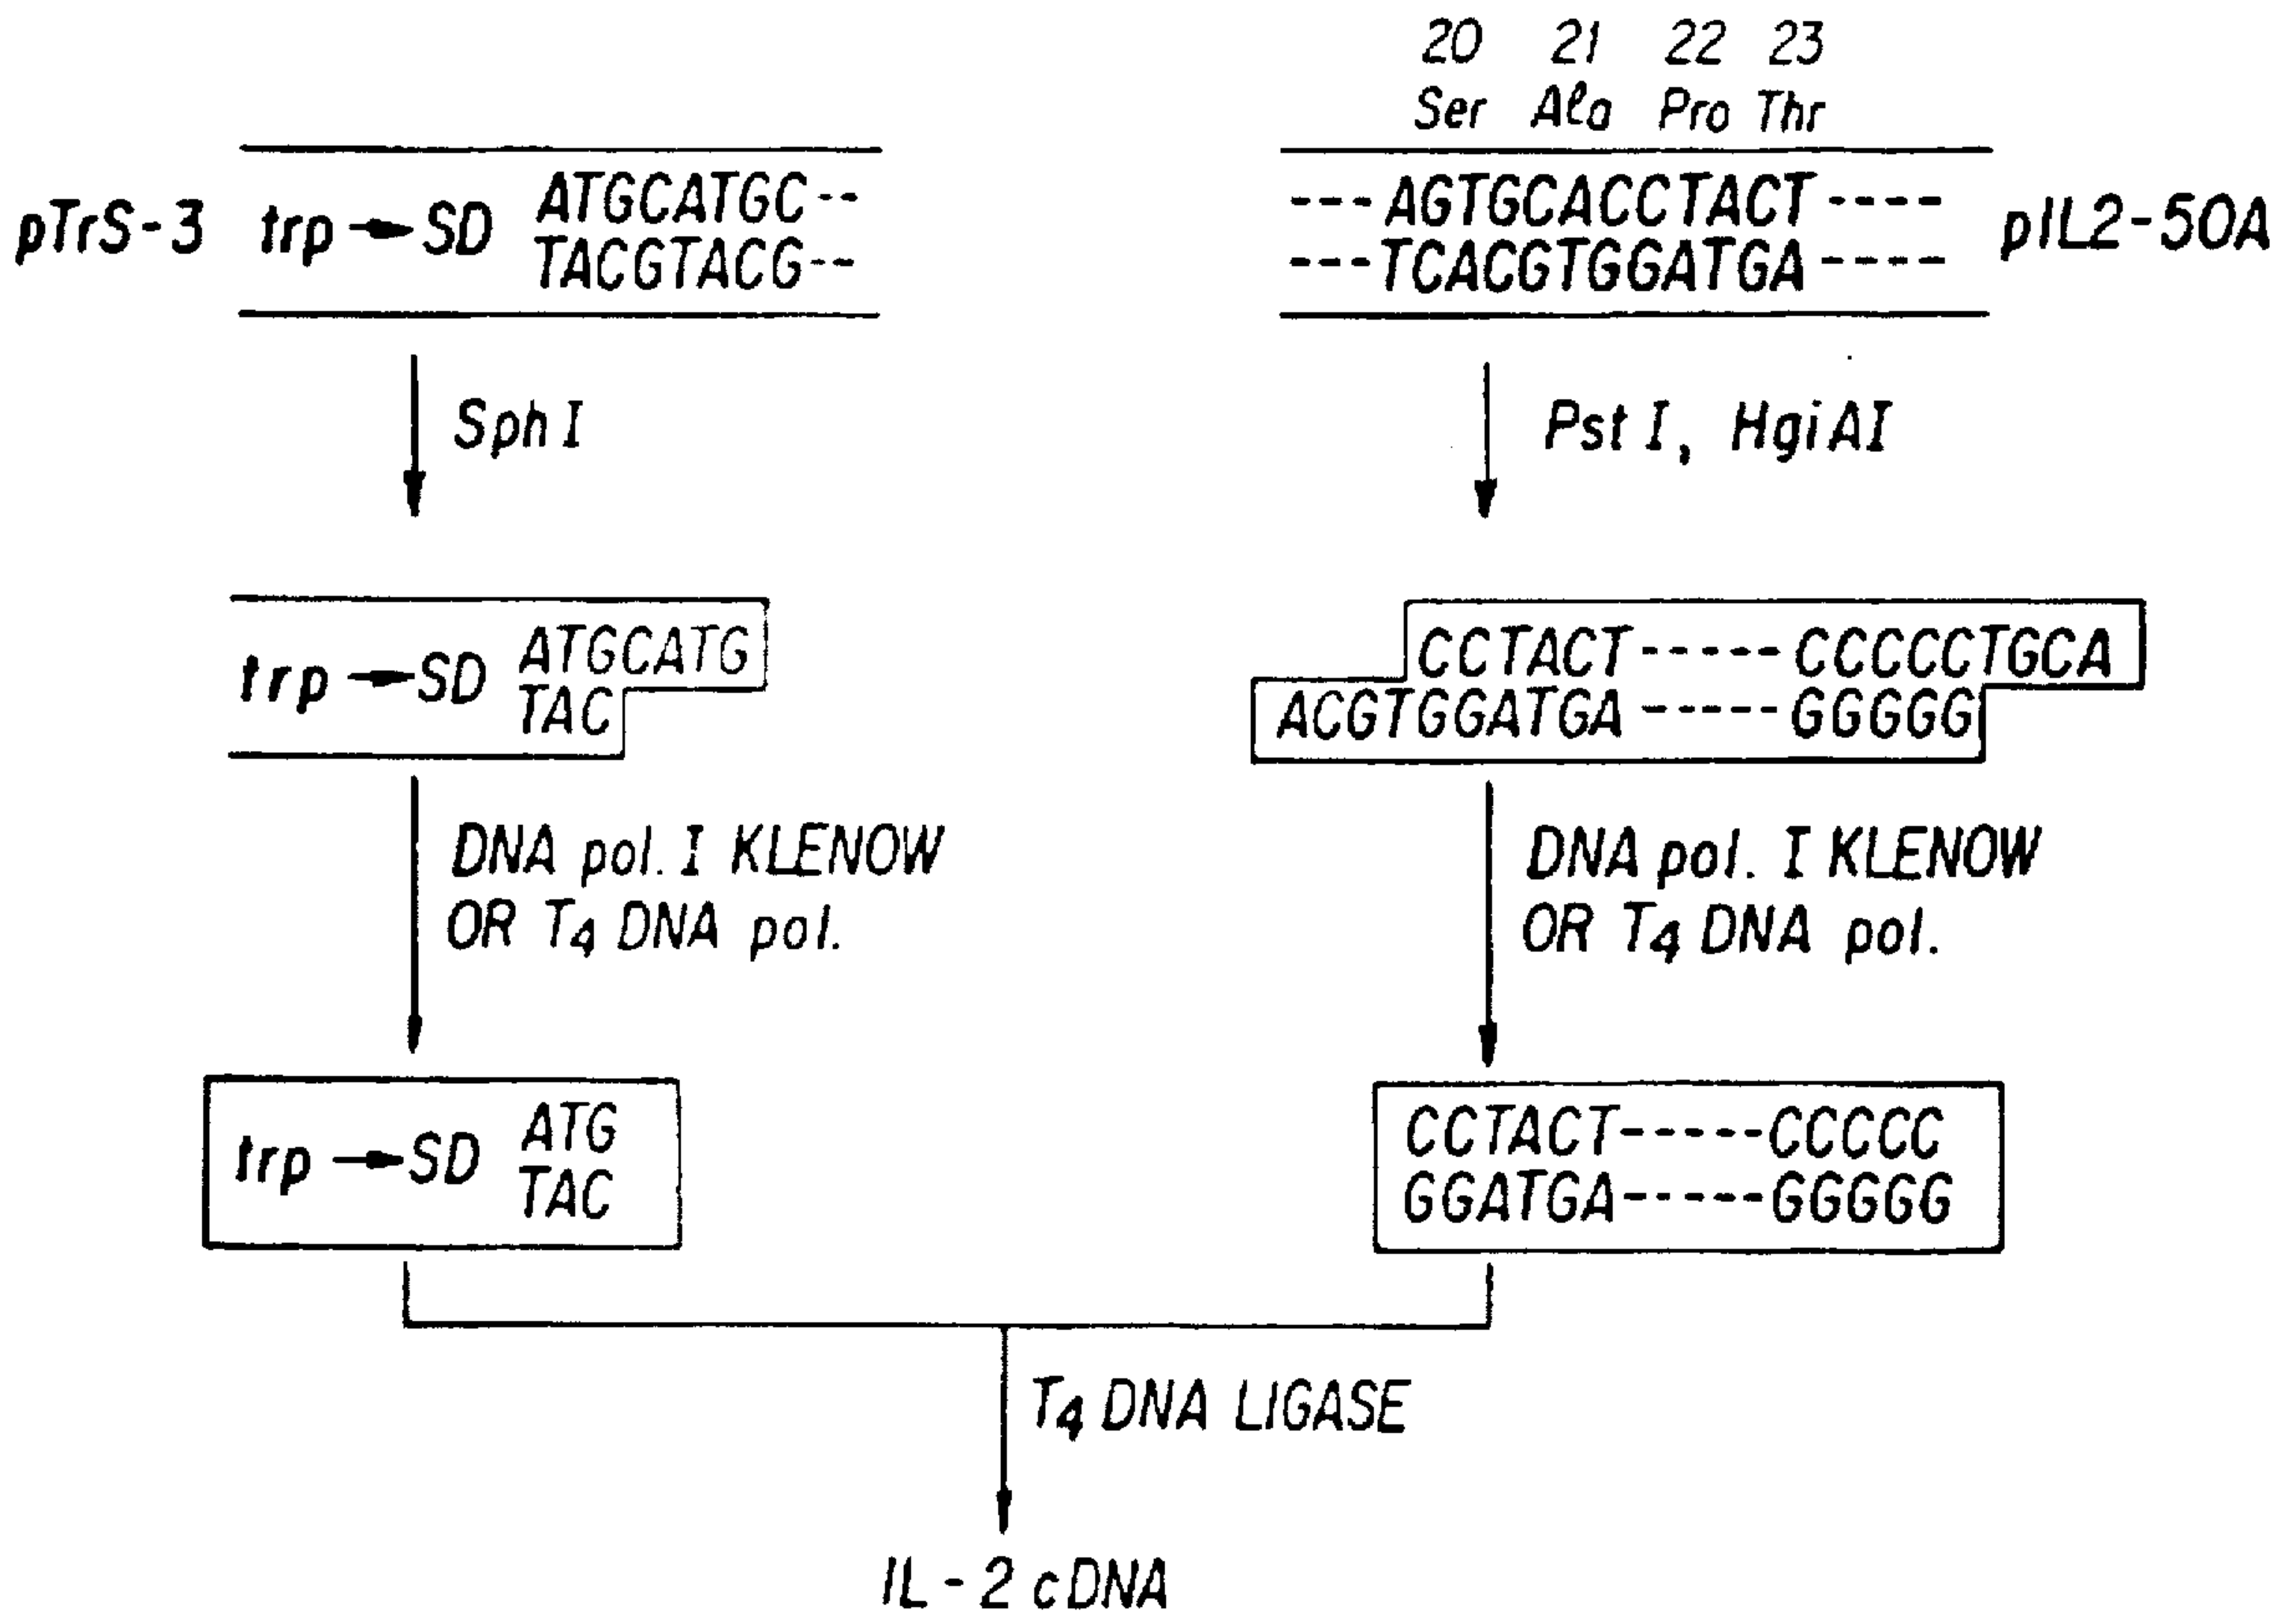 20 21 22 23
Ser Ala Pro Thr
pTrS-3 trp SD ATGCATGC--
TACGTACG--
---AGTGCACCTACT----
---TCACGTGGATGA----
pIL2-50A
Sph I
Pst I, HgiAI
trp SD ATGCATG
TAC
CCTACT-----CCCCCTGCA
ACGTGGATGA-----GGGGG
DNA pol. I KLENOW
OR T4 DNA pol.
DNA pol. I KLENOW
OR T4 DNA pol.
trp SD ATG
TAC
CCTACT-----CCCCC
GGATGA-----GGGGG
T4 DNA LIGASE
IL-2 cDNA